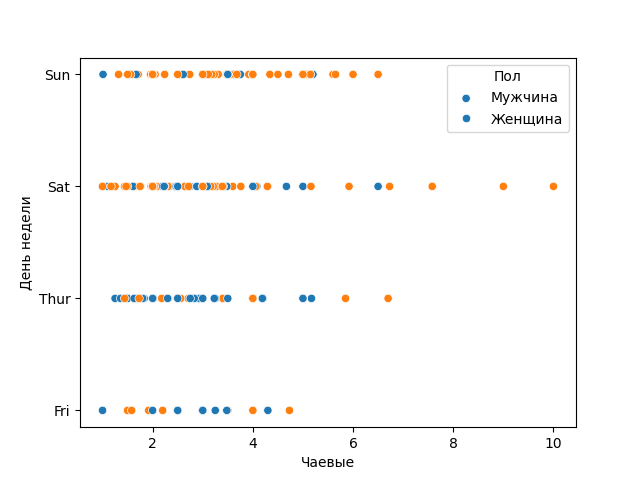 Sun
Sat
Thur
Fri
День недели
2
4
6
8
10
Чаевые
Пол
Мужчина
Женщина